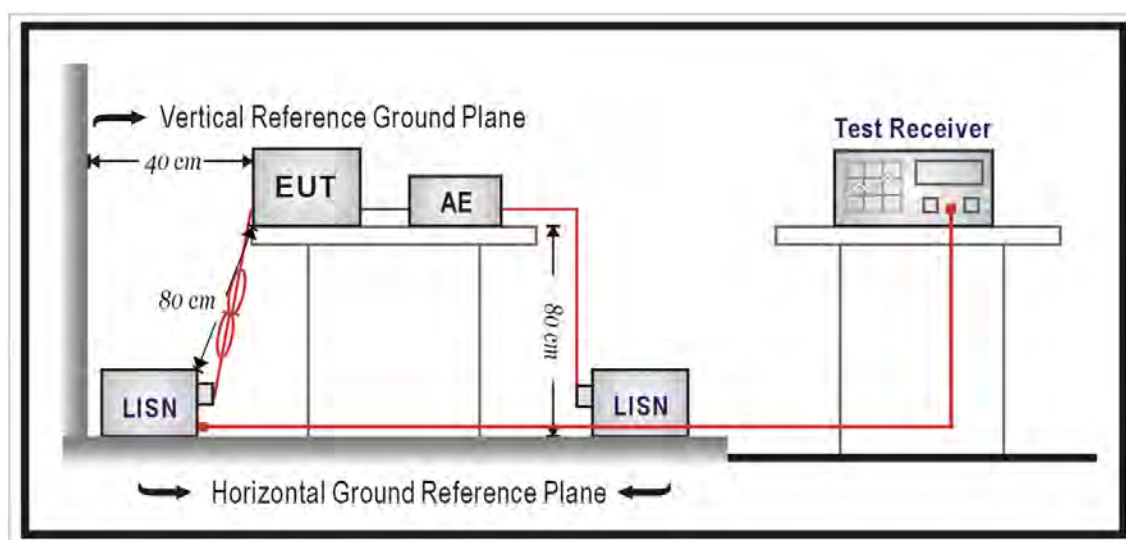 Vertical Reference Ground Plane
40 cm
EUT
AE
Test Receiver
80 cm
80 cm
LISN
LISN
Horizontal Ground Reference Plane